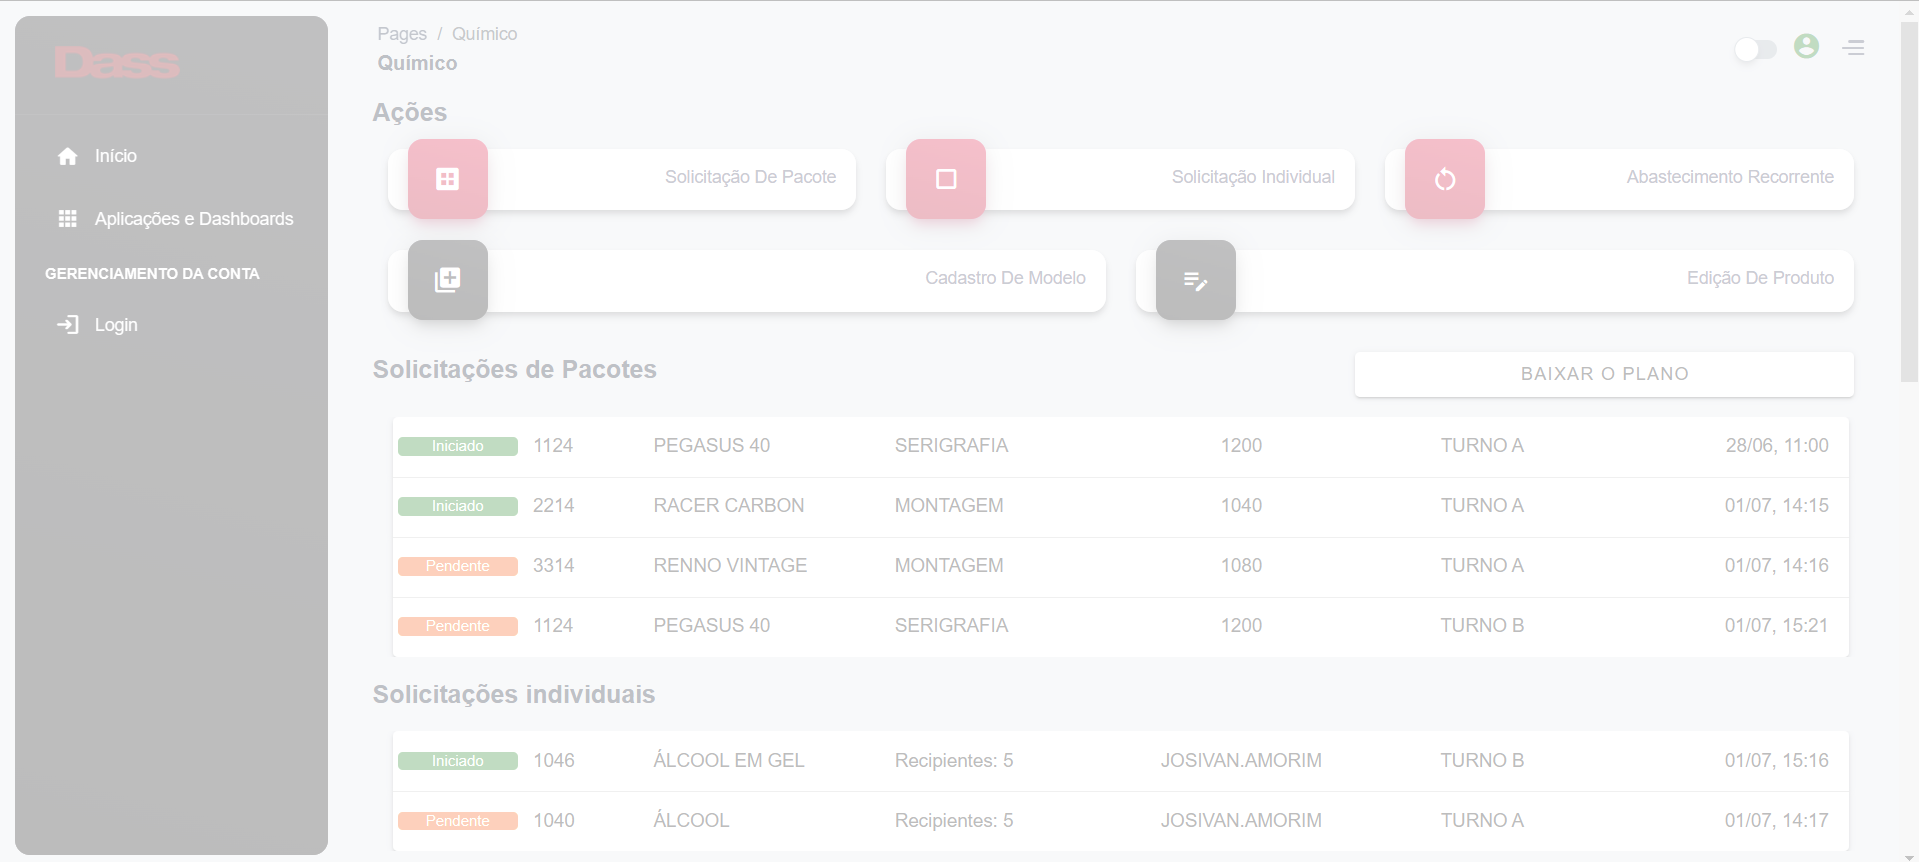 Dass
Início
Aplicações e Dashboards
GERENCIAMENTO DA CONTA
Login
Pages / Químico
Químico
Ações
Solicitação De Pacote
Solicitação Individual
Abastecimento Recorrente
Cadastro De Modelo
Edição De Produto
Solicitações de Pacotes
BAIXAR O PLANO
Iniciado 1124 PEGASUS 40 SERIGRAFIA 1200 TURNO A 28/06, 11:00
Iniciado 2214 RACER CARBON MONTAGEM 1040 TURNO A 01/07, 14:15
Pendente 3314 RENNO VINTAGE MONTAGEM 1080 TURNO A 01/07, 14:16
Pendente 1124 PEGASUS 40 SERIGRAFIA 1200 TURNO B 01/07, 15:21
Solicitações individuais
Iniciado 1046 ÁLCOOL EM GEL Recipientes: 5 JOSIVAN.AMORIM TURNO B 01/07, 15:16
Pendente 1040 ÁLCOOL Recipientes: 5 JOSIVAN.AMORIM TURNO A 01/07, 14:17